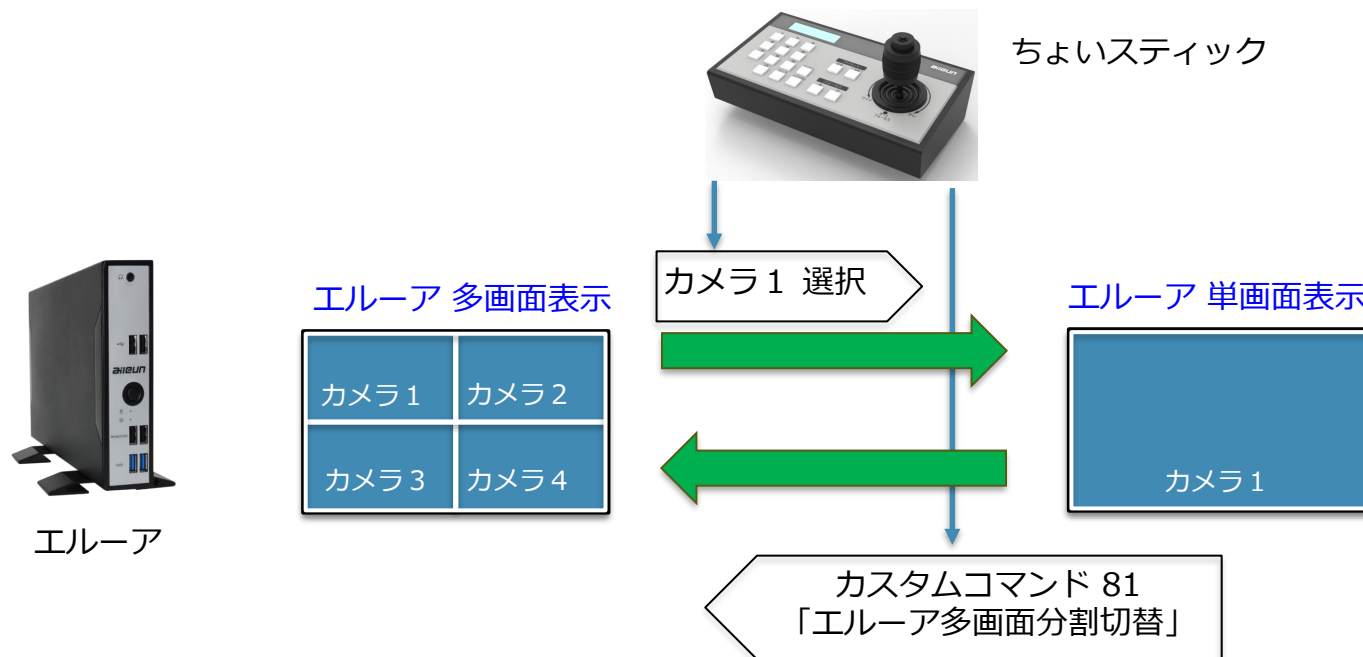 ちょいスティック
カメラ１ 選択
エルーア 多画面表示
エルーア 単画面表示
aiieun
カメラ１
カメラ２
カメラ３
カメラ４
カメラ１
エルーア
カスタムコマンド 81
「エルーア多画面分割切替」